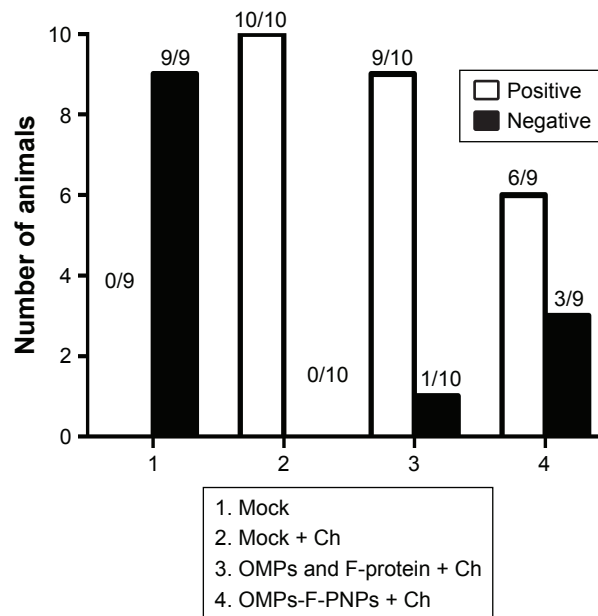 10/10
10
9/9
9/10
Positive
Negative
8
6/9
6
Number of animals
0/9
4
3/9
2
0/10
1/10
0
1 2 3 4
1. Mock
2. Mock + Ch
3. OMPs and F-protein + Ch
4. OMPs-F-PNPs + Ch